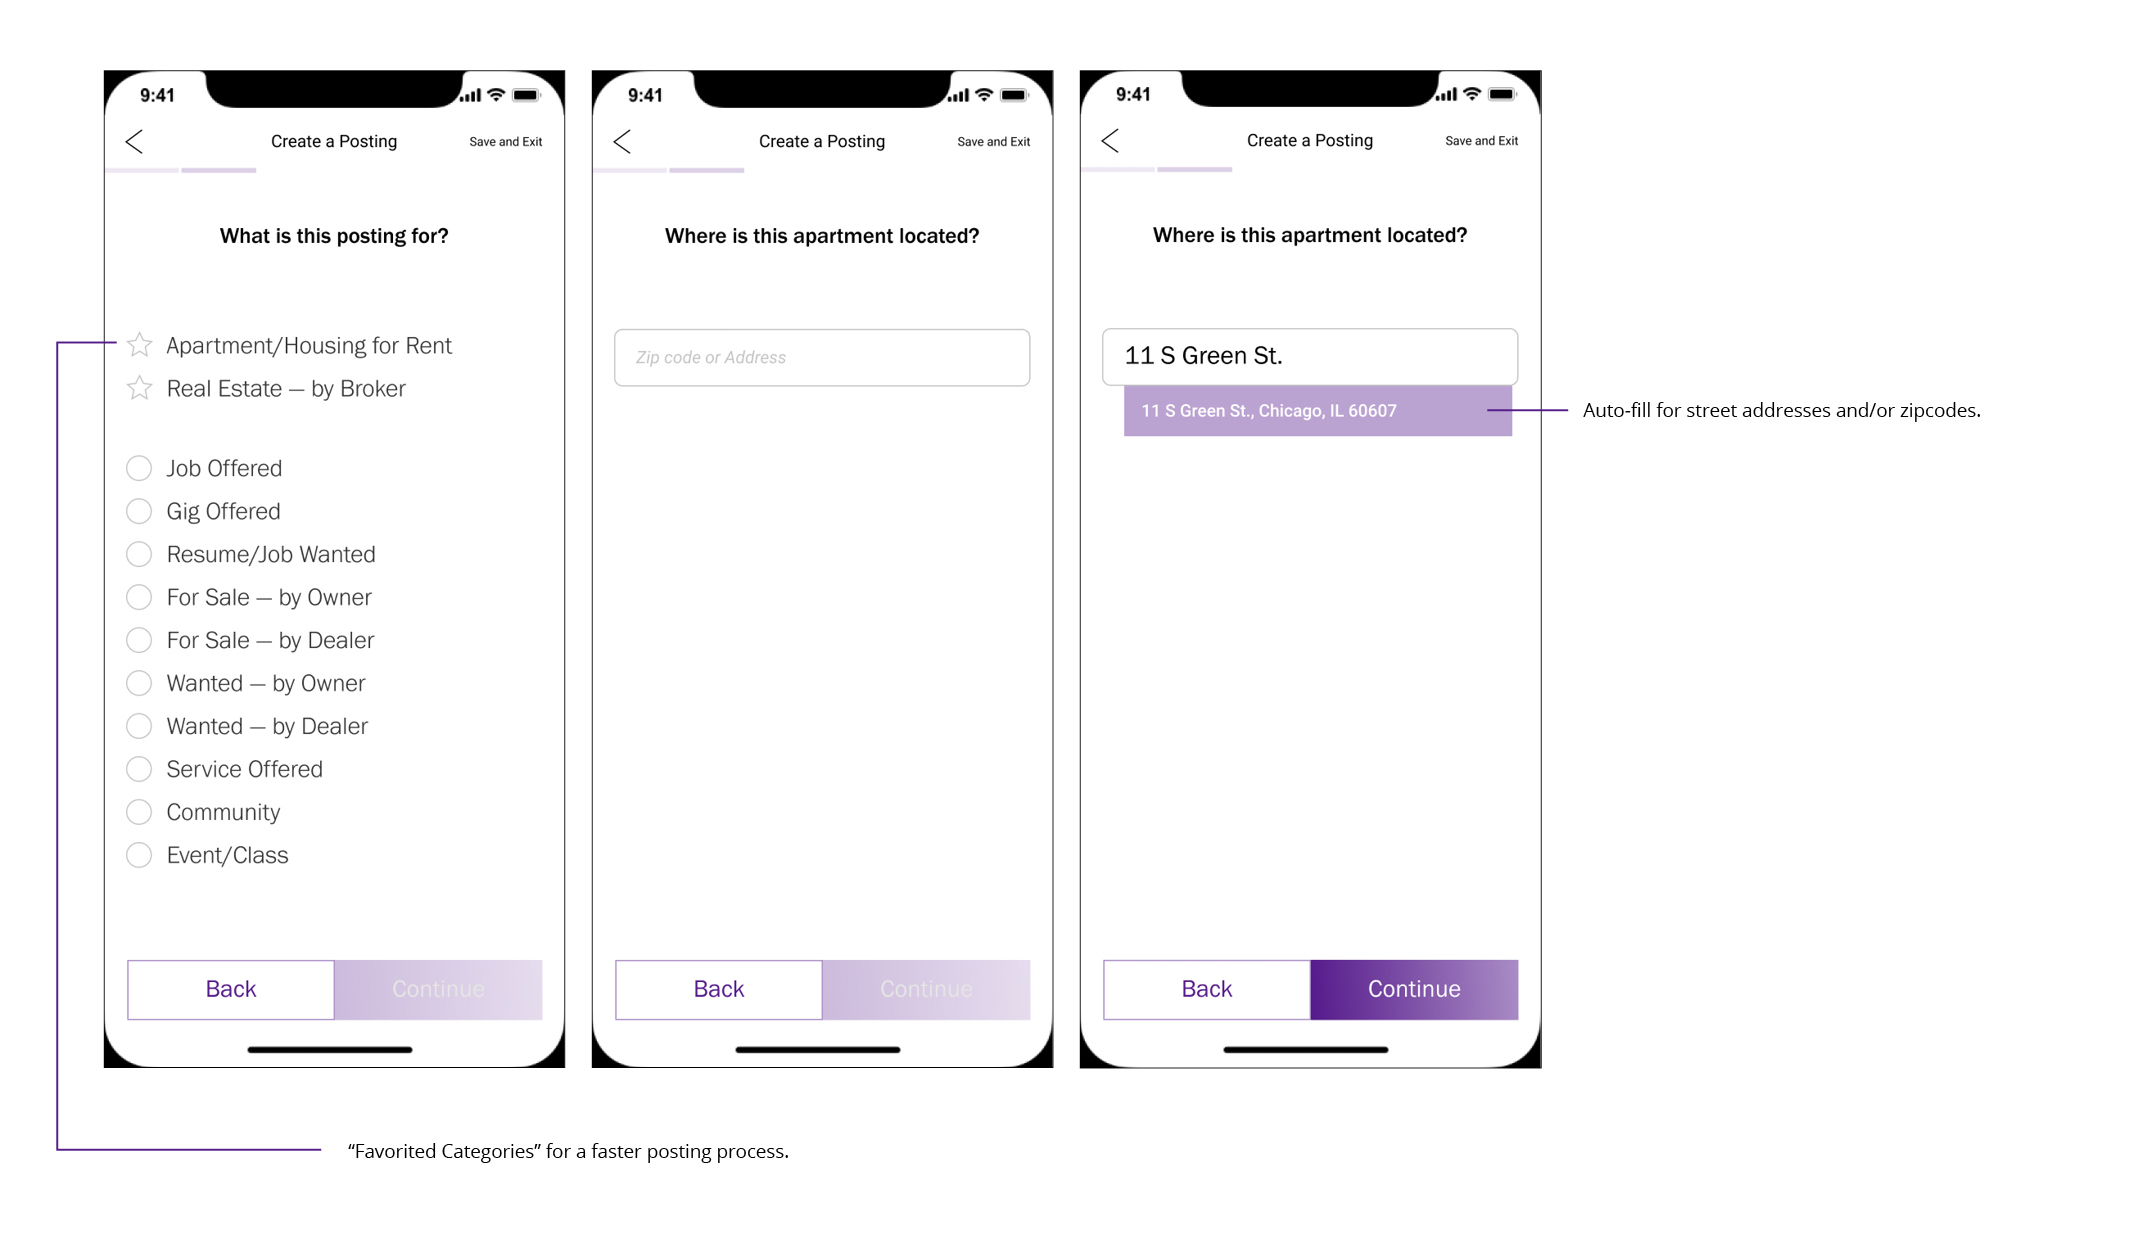 9:41
Create a Posting
Save and Exit
What is this posting for?
Apartment/Housing for Rent
Real Estate — by Broker
Job Offered
Gig Offered
Resume/Job Wanted
For Sale — by Owner
For Sale — by Dealer
Wanted — by Owner
Wanted — by Dealer
Service Offered
Community
Event/Class
Back
Continue
“Favorited Categories” for a faster posting process.
9:41
Create a Posting
Save and Exit
Where is this apartment located?
Zip code or Address
Back
Continue
9:41
Create a Posting
Save and Exit
Where is this apartment located?
11 S Green St.
11 S Green St., Chicago, IL 60607
Auto-fill for street addresses and/or zipcodes.
Back
Continue